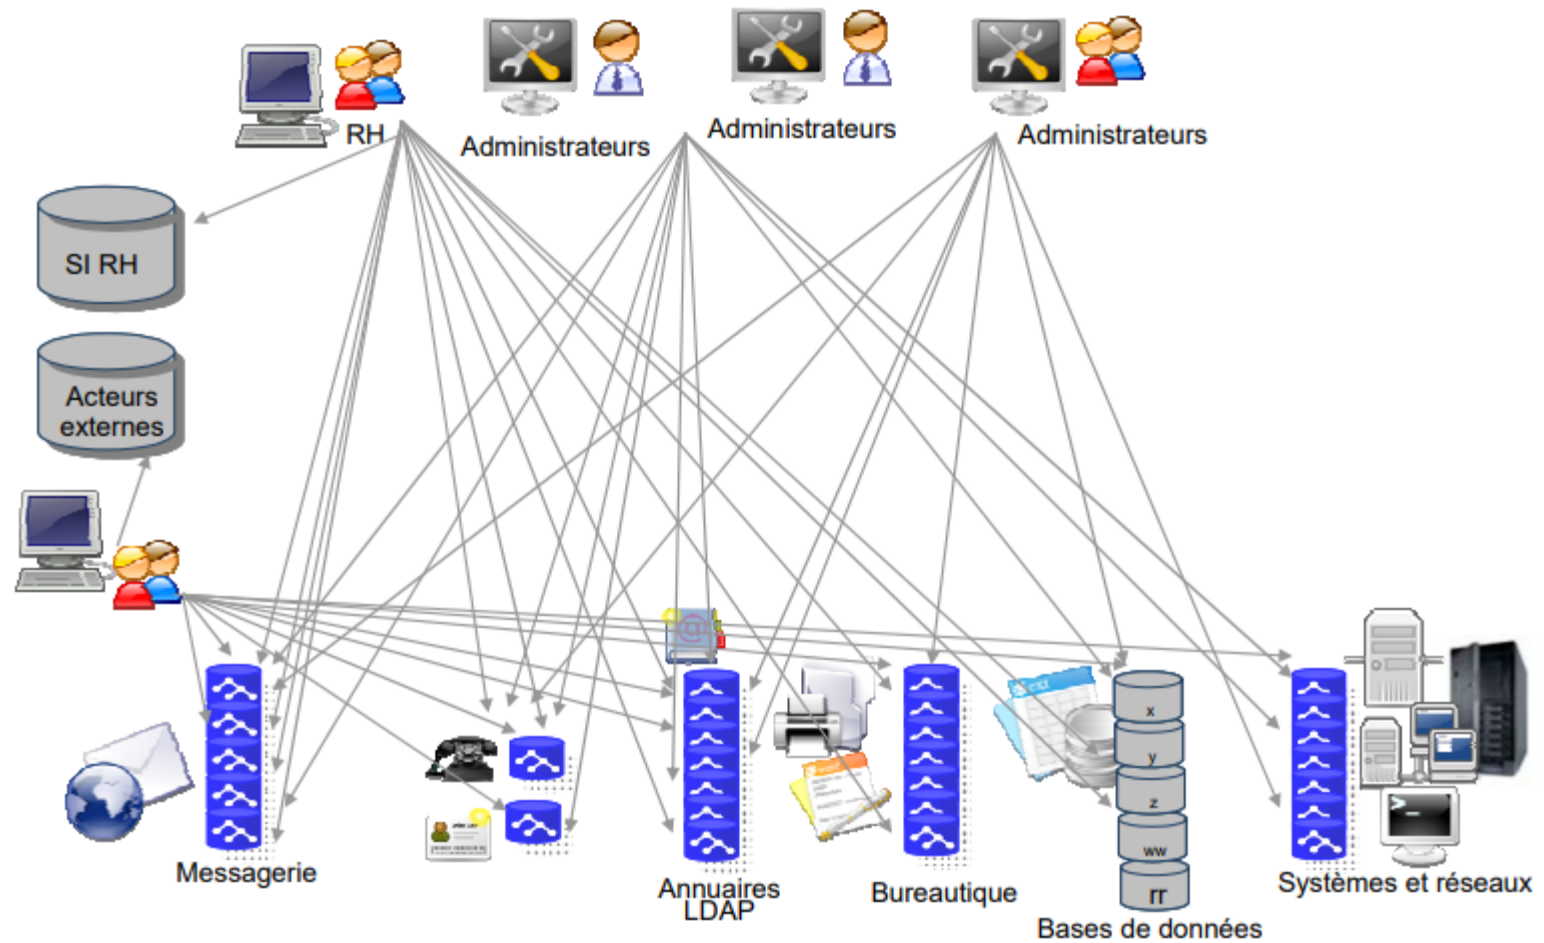 RH
Administrateurs
Administrateurs
Administrateurs
SI RH
Acteurs
externes
x
y
z
ww
rr
Messagerie
Annuaires
LDAP
Bureautique
Bases de données
Systèmes et réseaux